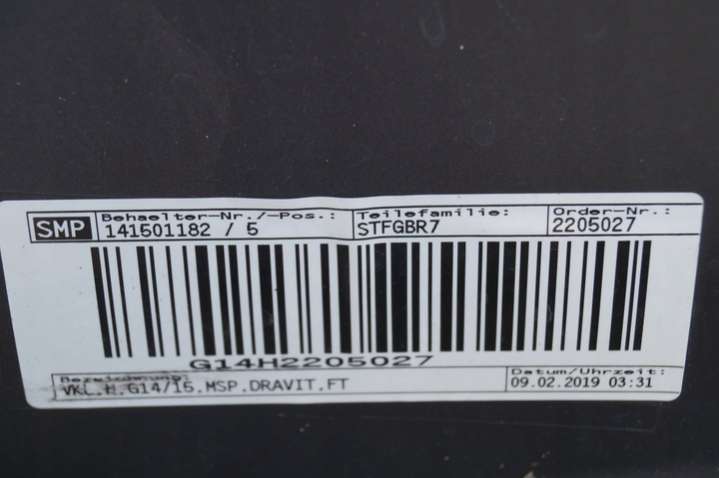 SMP
Behaelter-Nr./-Pos.: Teilefamilie: Order-Nr.:
141501182 / 5 STFGBR7 2205027
G14H2205027
Bezeichnung: Datum/Uhrzeit:
VKL.H.G14/15.MSP.DRAVIT.FT 09.02.2019 03:31